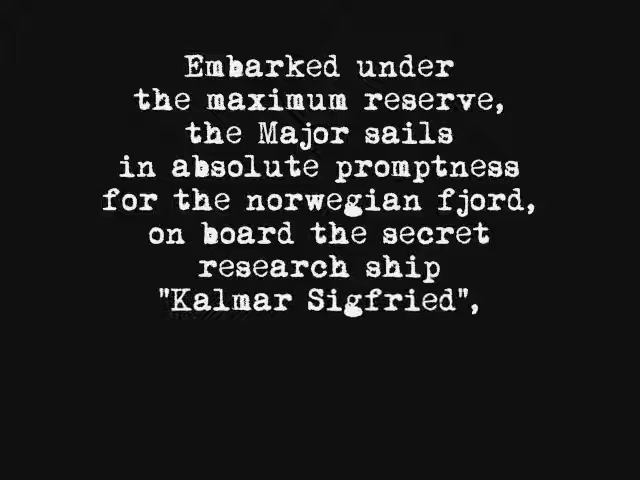 Embarked under
the maximum reserve,
the Major sails
in absolute promptness
for the norwegian fjord,
on board the secret
research ship
"Kalmar Sigfried",